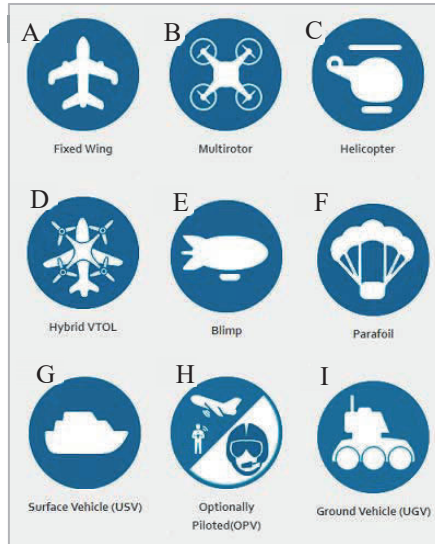 A B C
Fixed Wing Multirotor Helicopter
D E F
Hybrid VTOL Blimp Parafoil
G H I
Surface Vehicle (USV) Optionally Ground Vehicle (UGV)
Piloted(OPV)